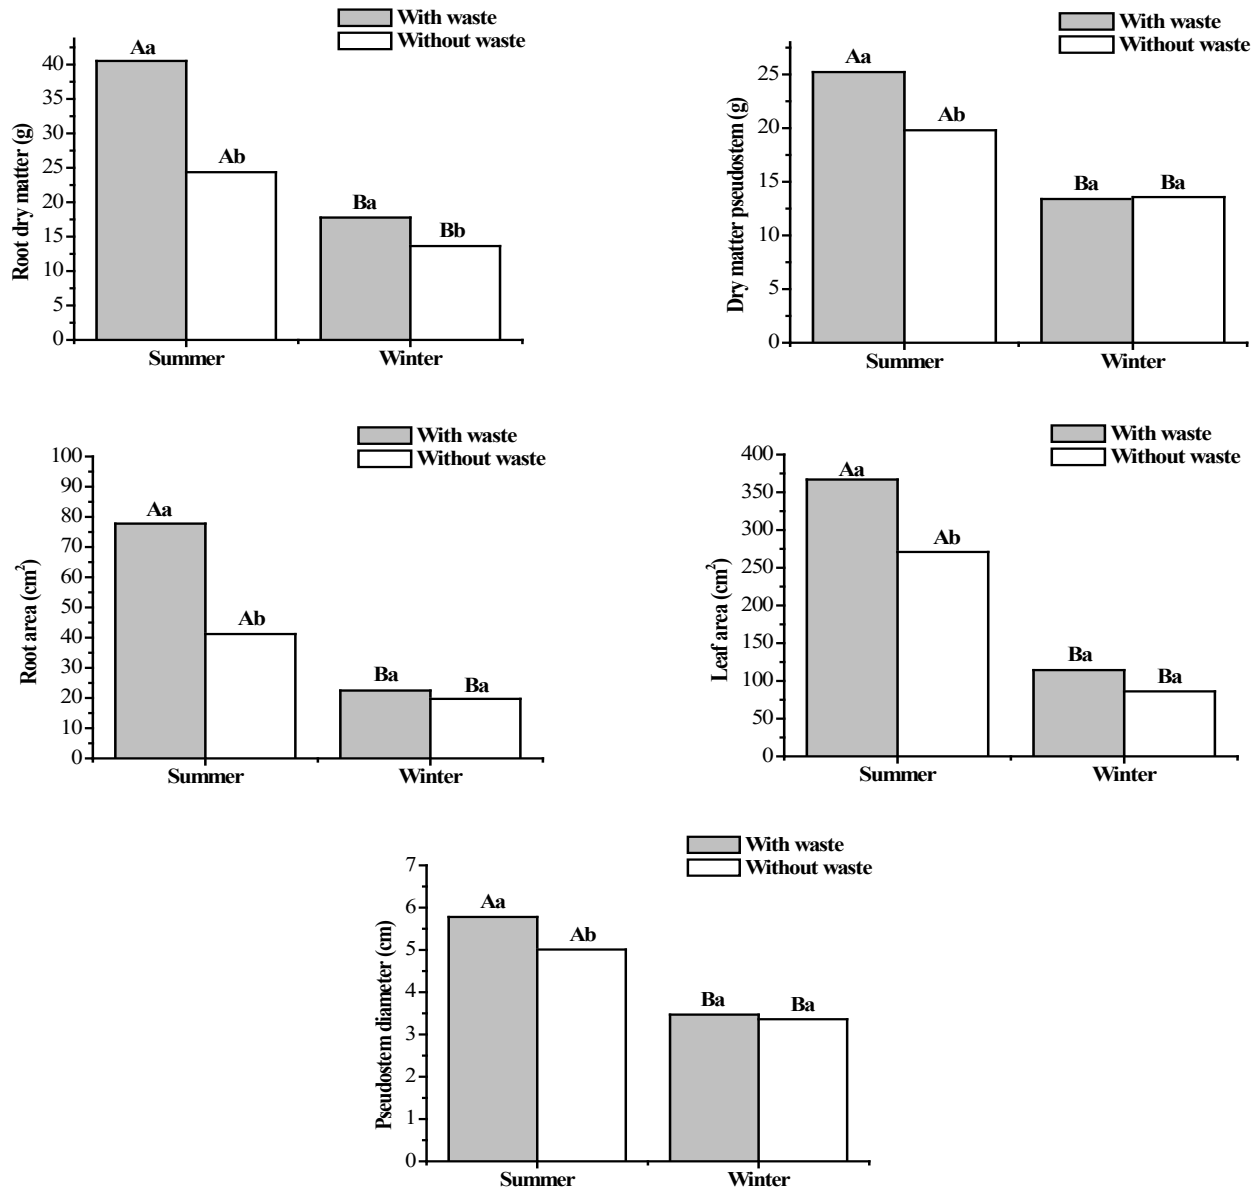 With waste
Without waste
Root dry matter (g)
40
35
30
25
20
15
10
5
0
Aa
Ab
Ba
Bb
Summer
Winter
With waste
Without waste
Dry matter pseudostem (g)
25
20
15
10
5
0
Aa
Ab
Ba
Ba
Summer
Winter
With waste
Without waste
Root area (cm²)
100
90
80
70
60
50
40
30
20
10
0
Aa
Ab
Ba
Ba
Summer
Winter
With waste
Without waste
Leaf area (cm²)
400
350
300
250
200
150
100
50
0
Aa
Ab
Ba
Ba
Summer
Winter
With waste
Without waste
Pseudostem diameter (cm)
7
6
5
4
3
2
1
0
Aa
Ab
Ba
Ba
Summer
Winter